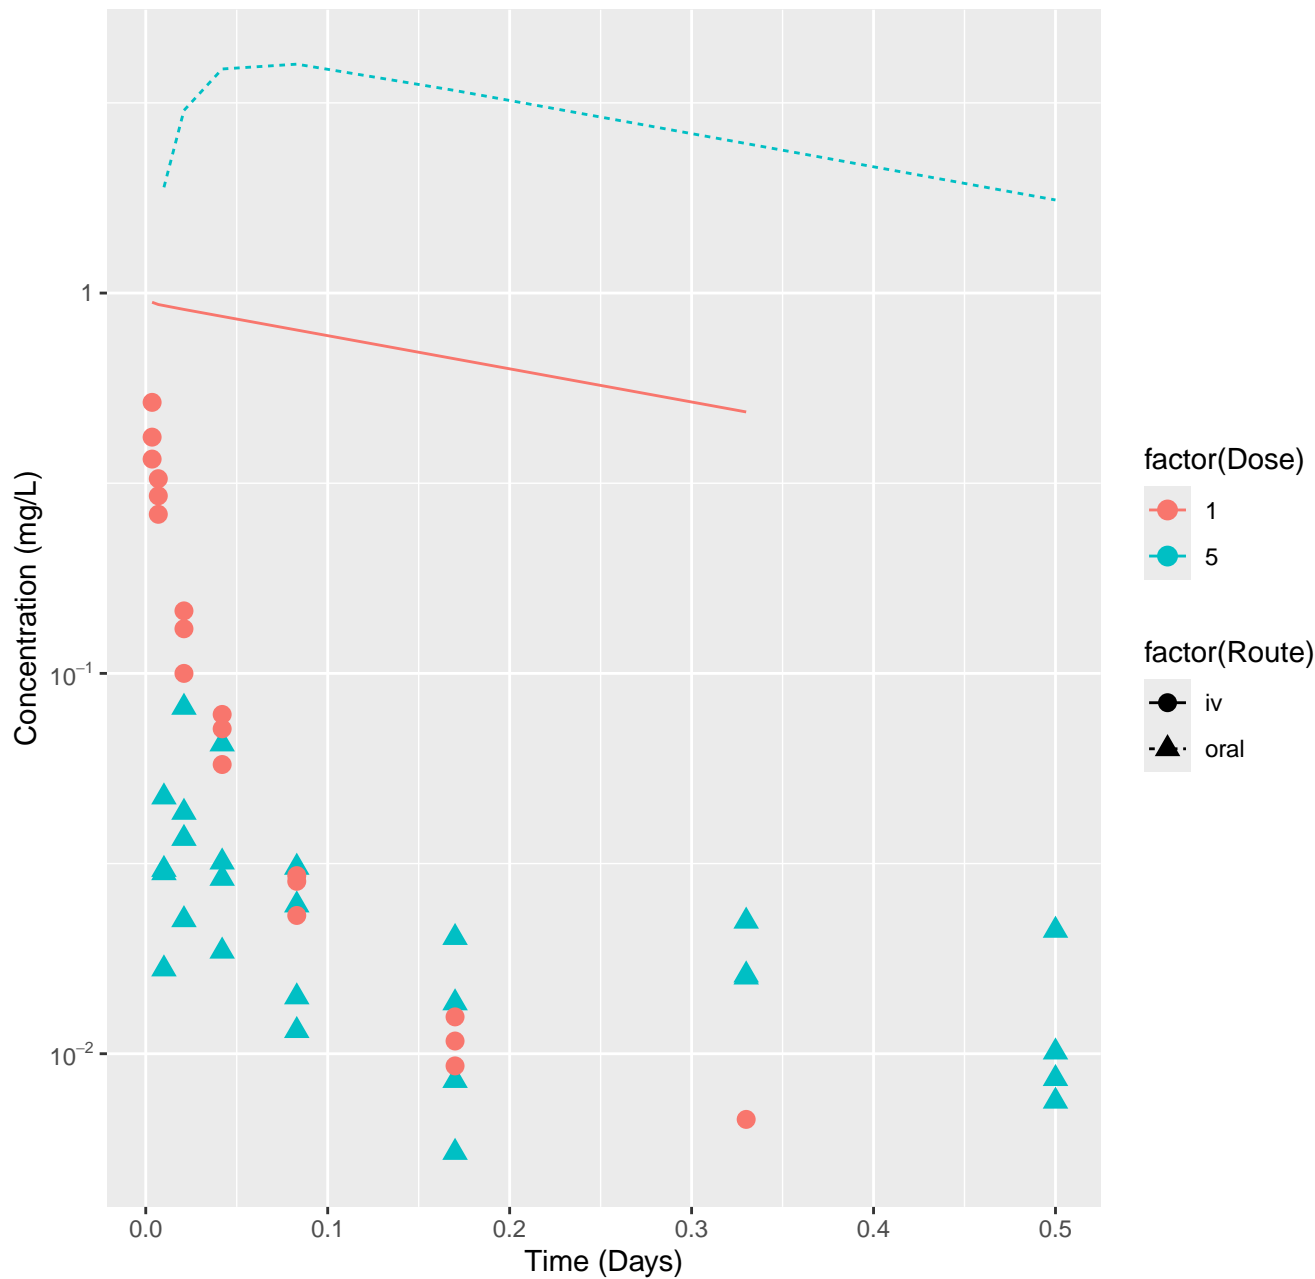 1
10⁻¹
10⁻²
Concentration (mg/L)
0.0 0.1 0.2 0.3 0.4 0.5
Time (Days)
factor(Dose)
1
5
factor(Route)
iv
oral